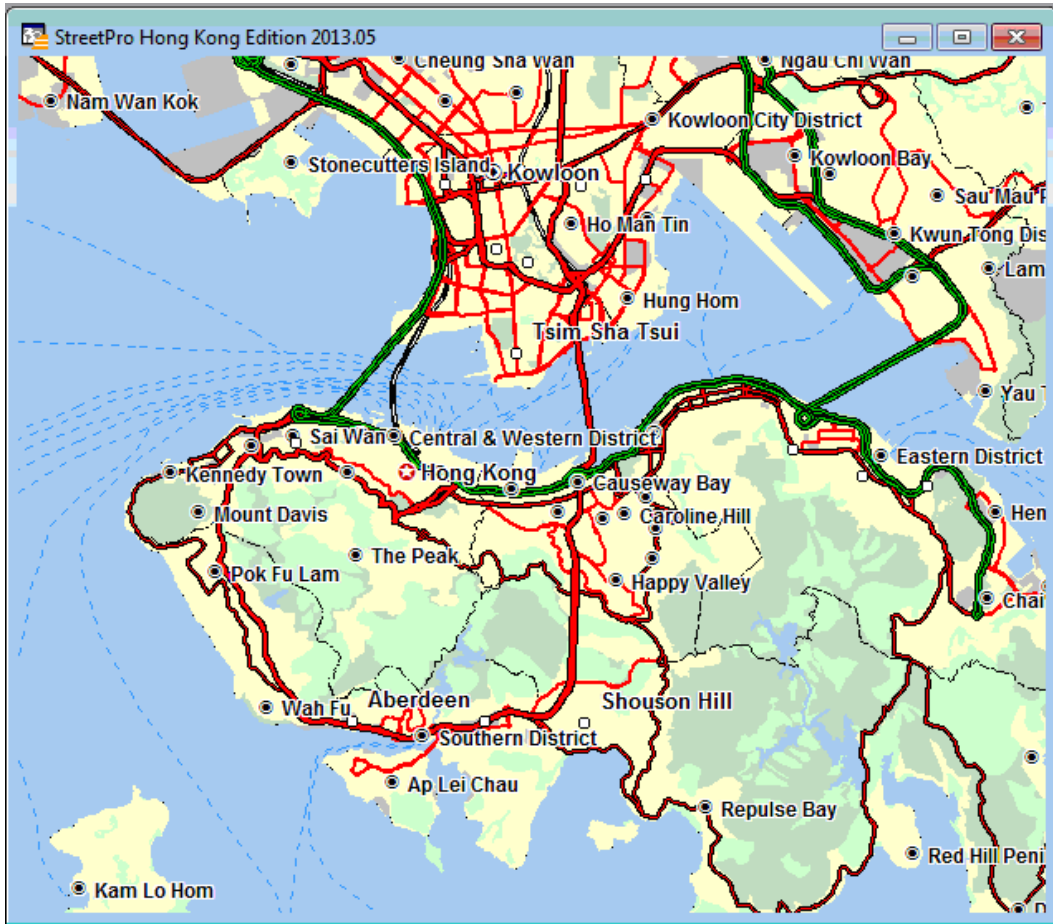 StreetPro Hong Kong Edition 2013.05
Cheung Sha Wan
Ngau Chi Wan
Nam Wan Kok
Kowloon City District
Stonecutters Island
Kowloon
Kowloon Bay
Sau Mau P
Ho Man Tin
Kwun Tong Dis
Lam
Hung Hom
Tsim Sha Tsui
Yau T
Sai Wan
Central & Western District
Eastern District
Kennedy Town
Hong Kong
Causeway Bay
Mount Davis
Caroline Hill
Hen
The Peak
Pok Fu Lam
Happy Valley
Chai
Aberdeen
Shouson Hill
Wah Fu
Southern District
Ap Lei Chau
Repulse Bay
Red Hill Peni
Kam Lo Hom
D